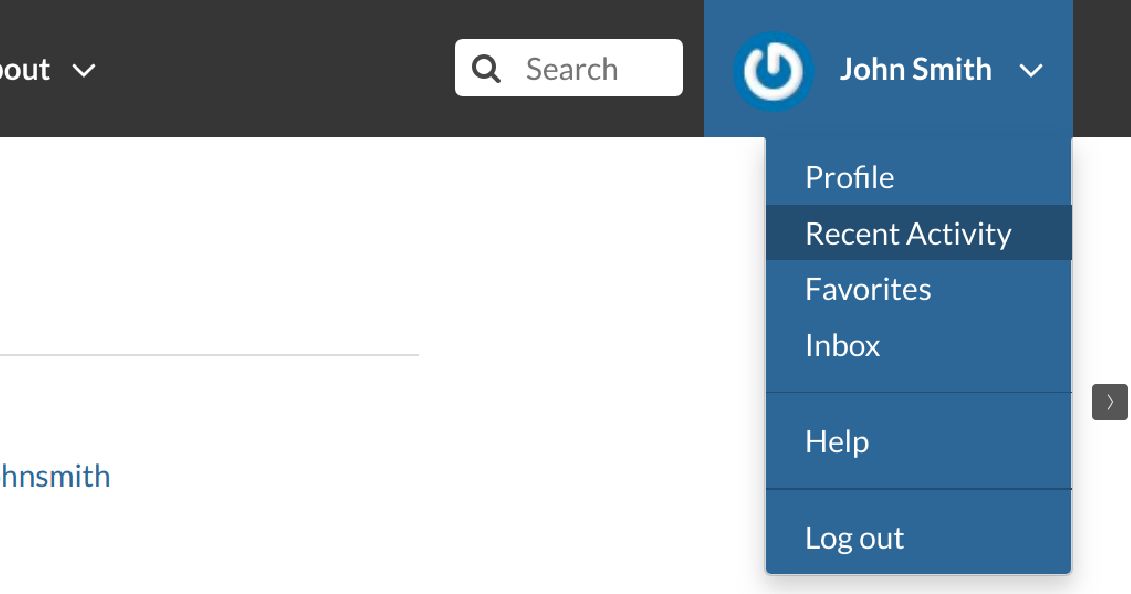 out
Search
John Smith
Profile
Recent Activity
Favorites
Inbox
Help
Log out
hnsmith